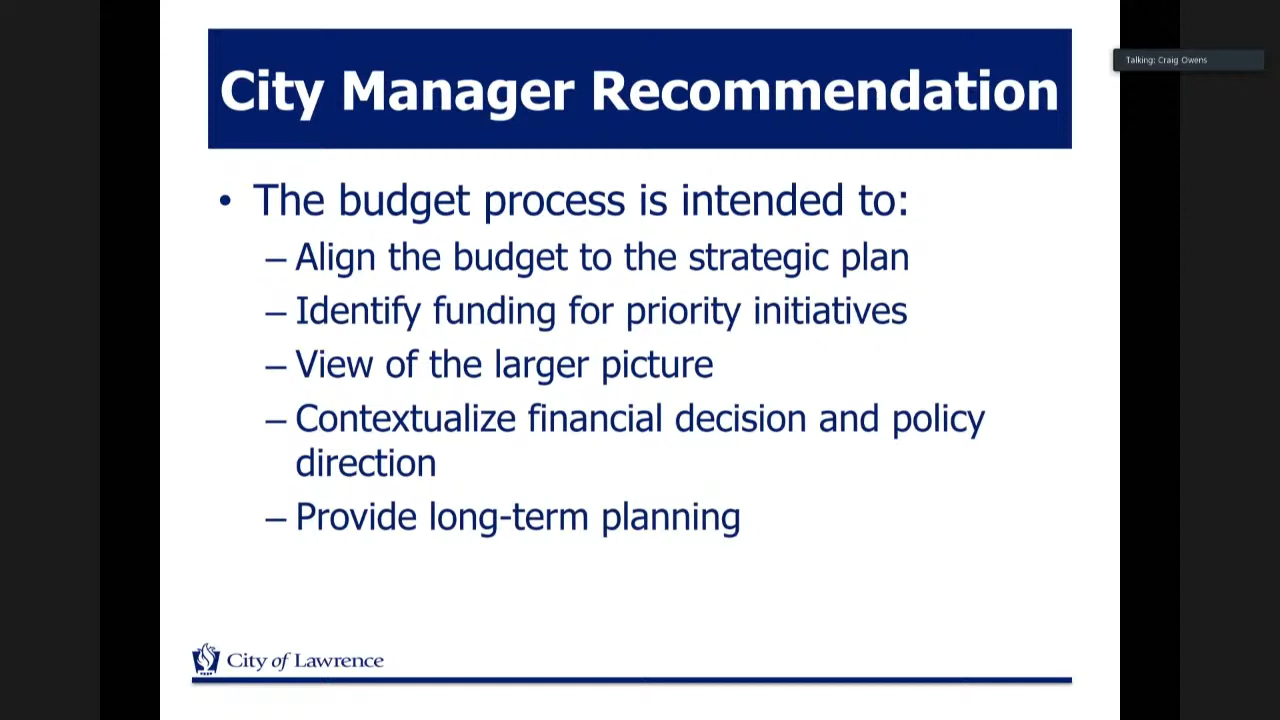 City Manager Recommendation
Talking: Craig Owens
• The budget process is intended to:
– Align the budget to the strategic plan
– Identify funding for priority initiatives
– View of the larger picture
– Contextualize financial decision and policy
direction
– Provide long-term planning
City of Lawrence